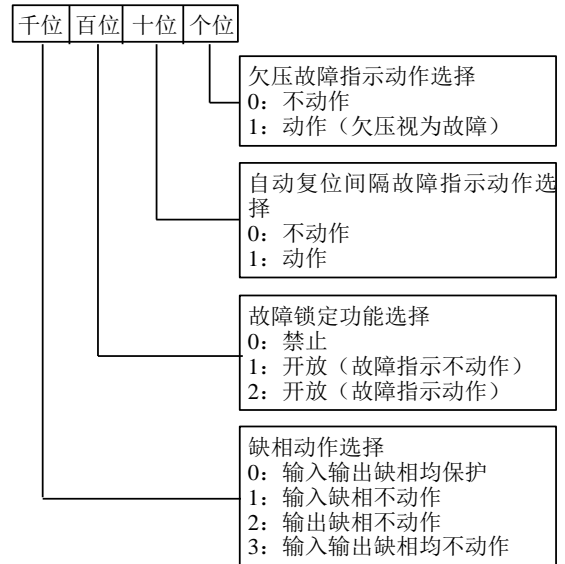 千位 百位 十位 个位
欠压故障指示动作选择
0：不动作
1：动作（欠压视为故障）
自动复位间隔故障指示动作选
择
0：不动作
1：动作
故障锁定功能选择
0：禁止
1：开放（故障指示不动作）
2：开放（故障指示动作）
缺相动作选择
0：输入输出缺相均保护
1：输入缺相不动作
2：输出缺相不动作
3：输入输出缺相均不动作